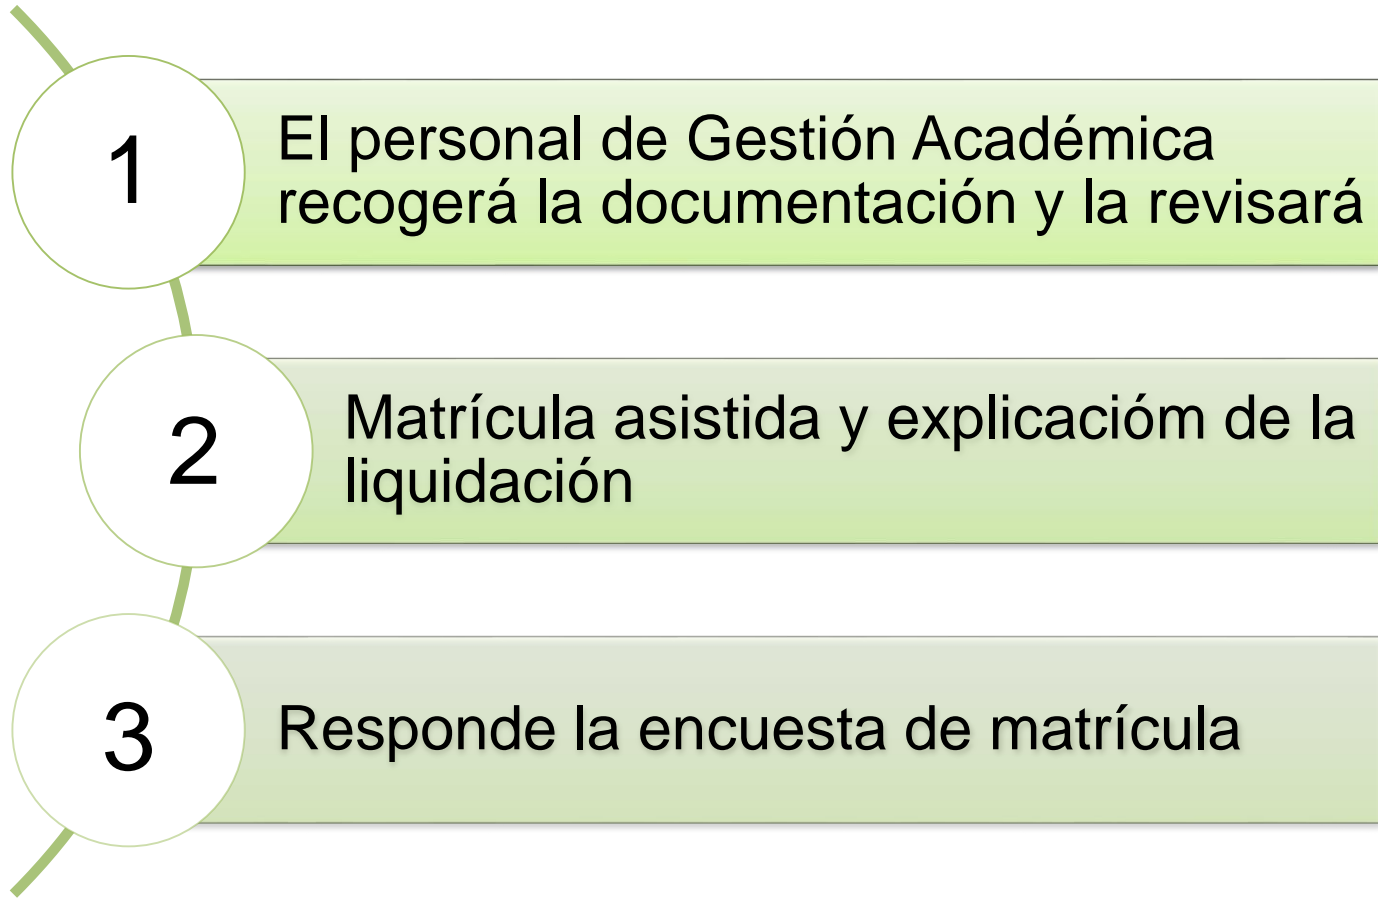 1
El personal de Gestión Académica
recogerá la documentación y la revisará
2
Matrícula asistida y explicacióm de la
liquidación
3
Responde la encuesta de matrícula